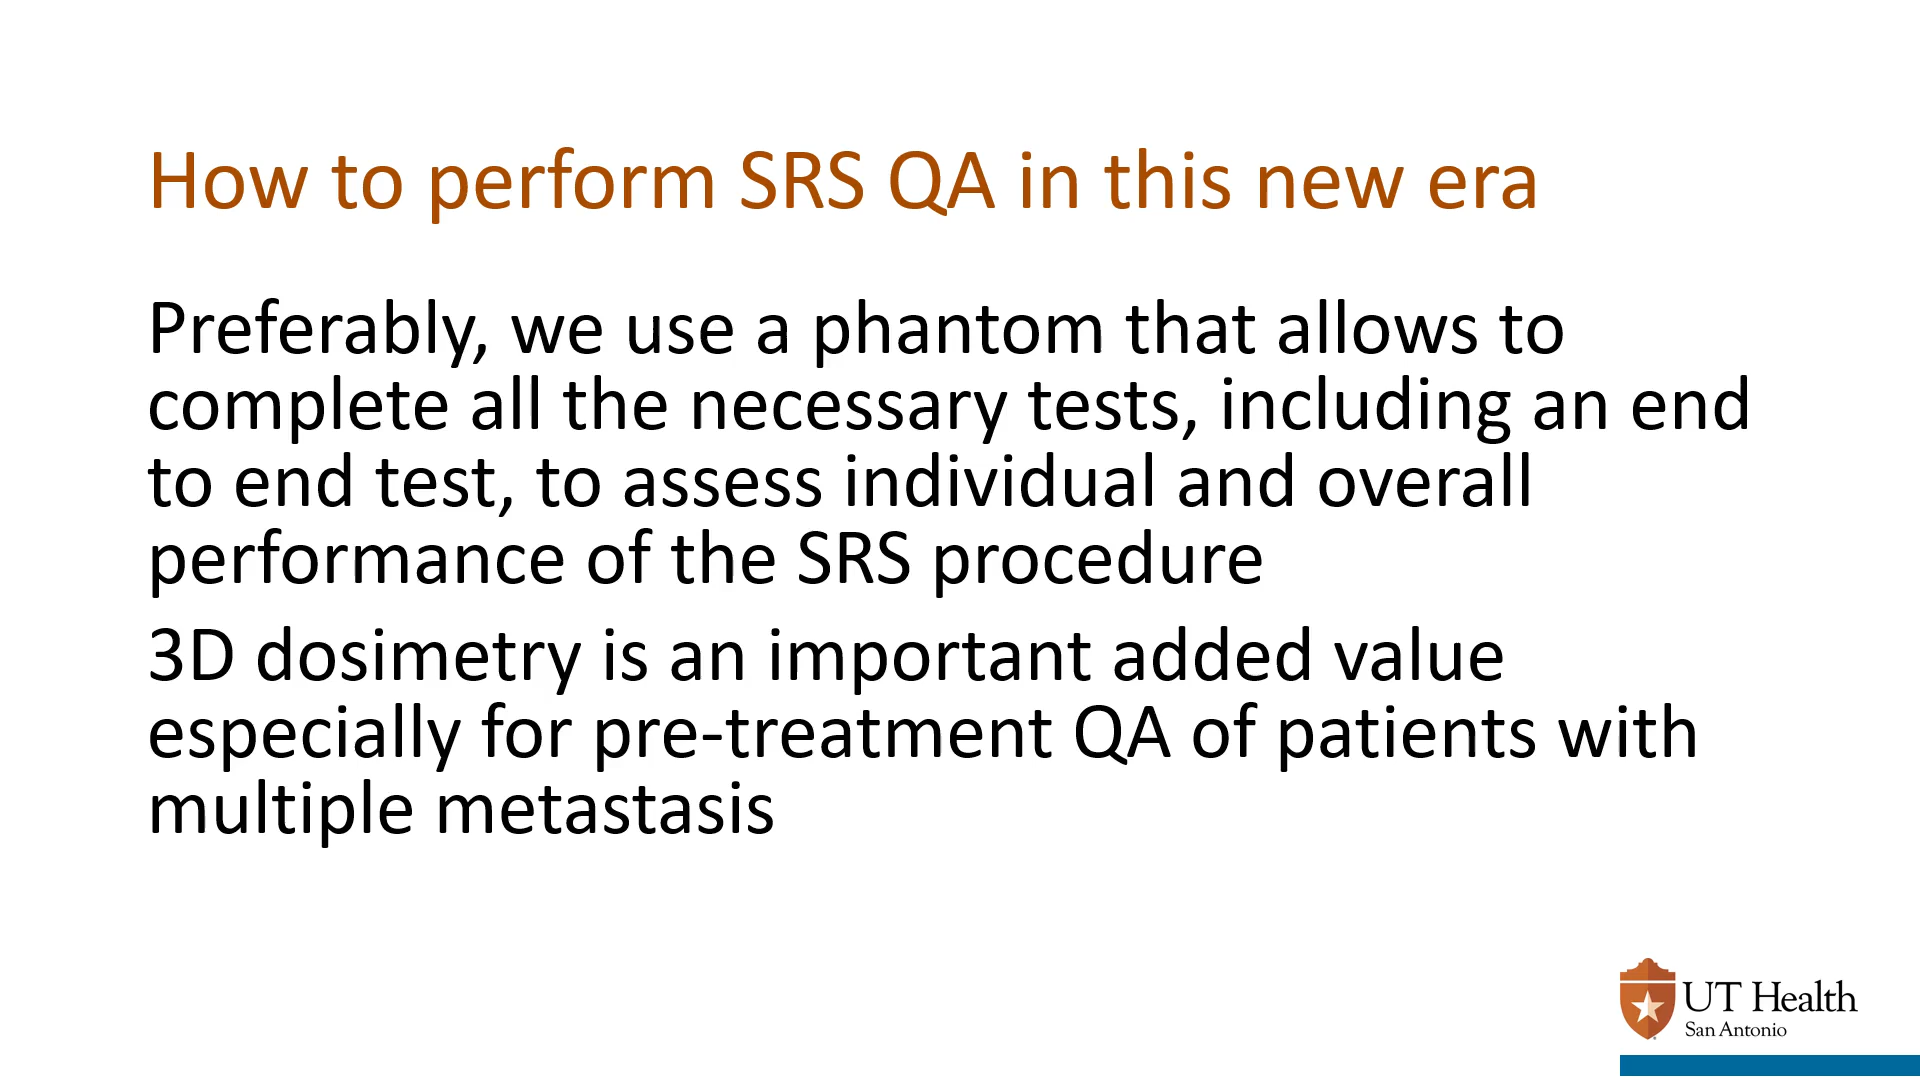 How to perform SRS QA in this new era
Preferably, we use a phantom that allows to
complete all the necessary tests, including an end
to end test, to assess individual and overall
performance of the SRS procedure
3D dosimetry is an important added value
especially for pre-treatment QA of patients with
multiple metastasis
UT Health
San Antonio